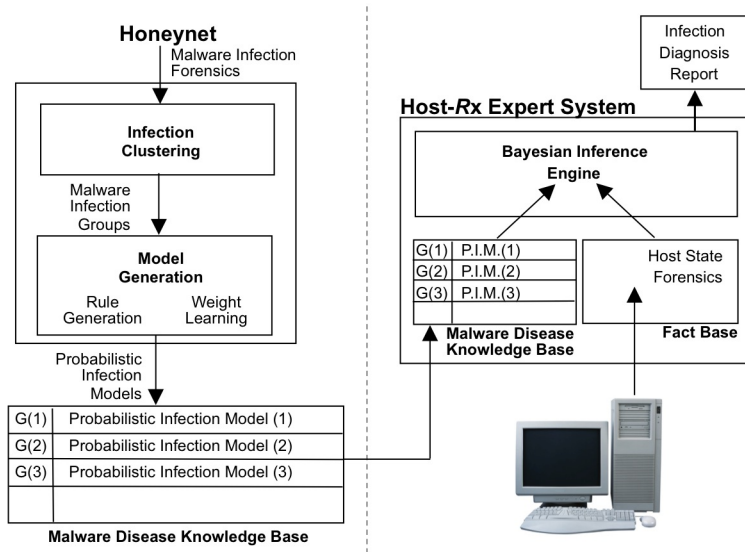 Honeynet
Malware Infection
Forensics
Infection
Clustering
Malware
Infection
Groups
Model
Generation
Rule
Generation
Weight
Learning
Probabilistic
Infection
Models
G(1) Probabilistic Infection Model (1)
G(2) Probabilistic Infection Model (2)
G(3) Probabilistic Infection Model (3)
Malware Disease Knowledge Base
Infection
Diagnosis
Report
Host-Rx Expert System
Bayesian Inference
Engine
G(1) P.I.M.(1)
G(2) P.I.M.(2)
G(3) P.I.M.(3)
Malware Disease
Knowledge Base
Host State
Forensics
Fact Base